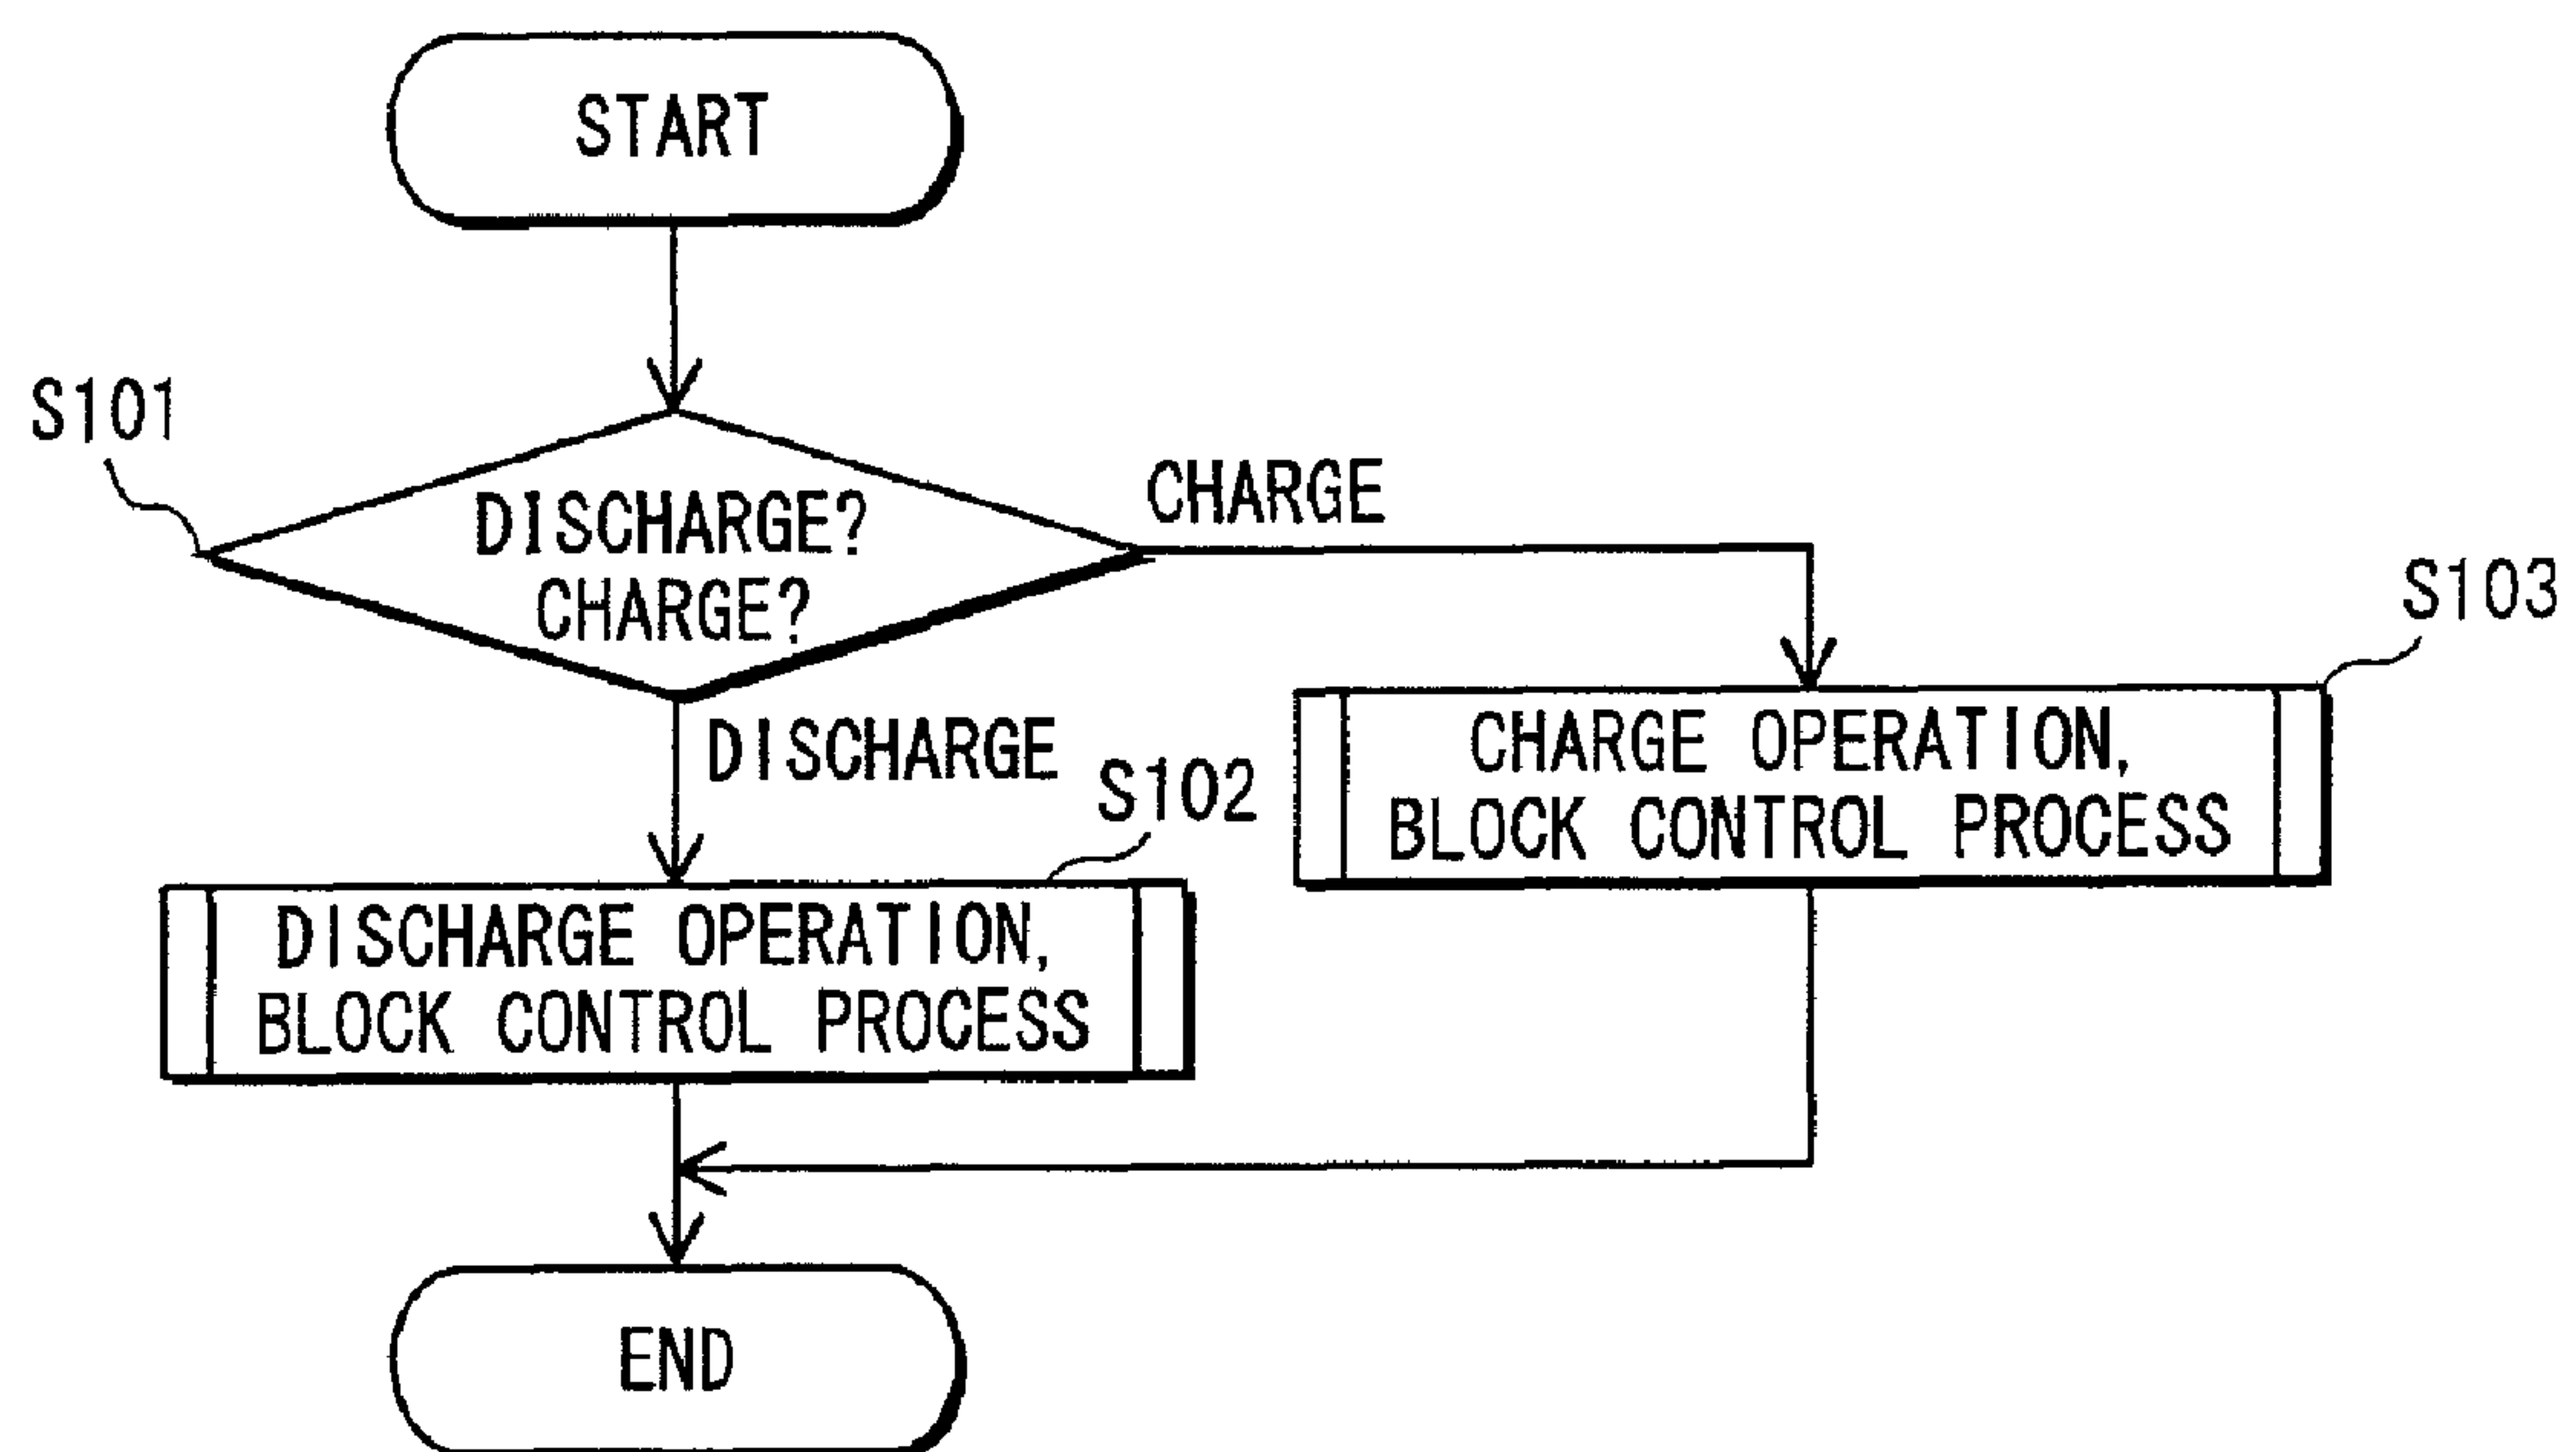 START
S101
DISCHARGE?
CHARGE?
CHARGE
S103
CHARGE OPERATION,
BLOCK CONTROL PROCESS
DISCHARGE
S102
DISCHARGE OPERATION,
BLOCK CONTROL PROCESS
END